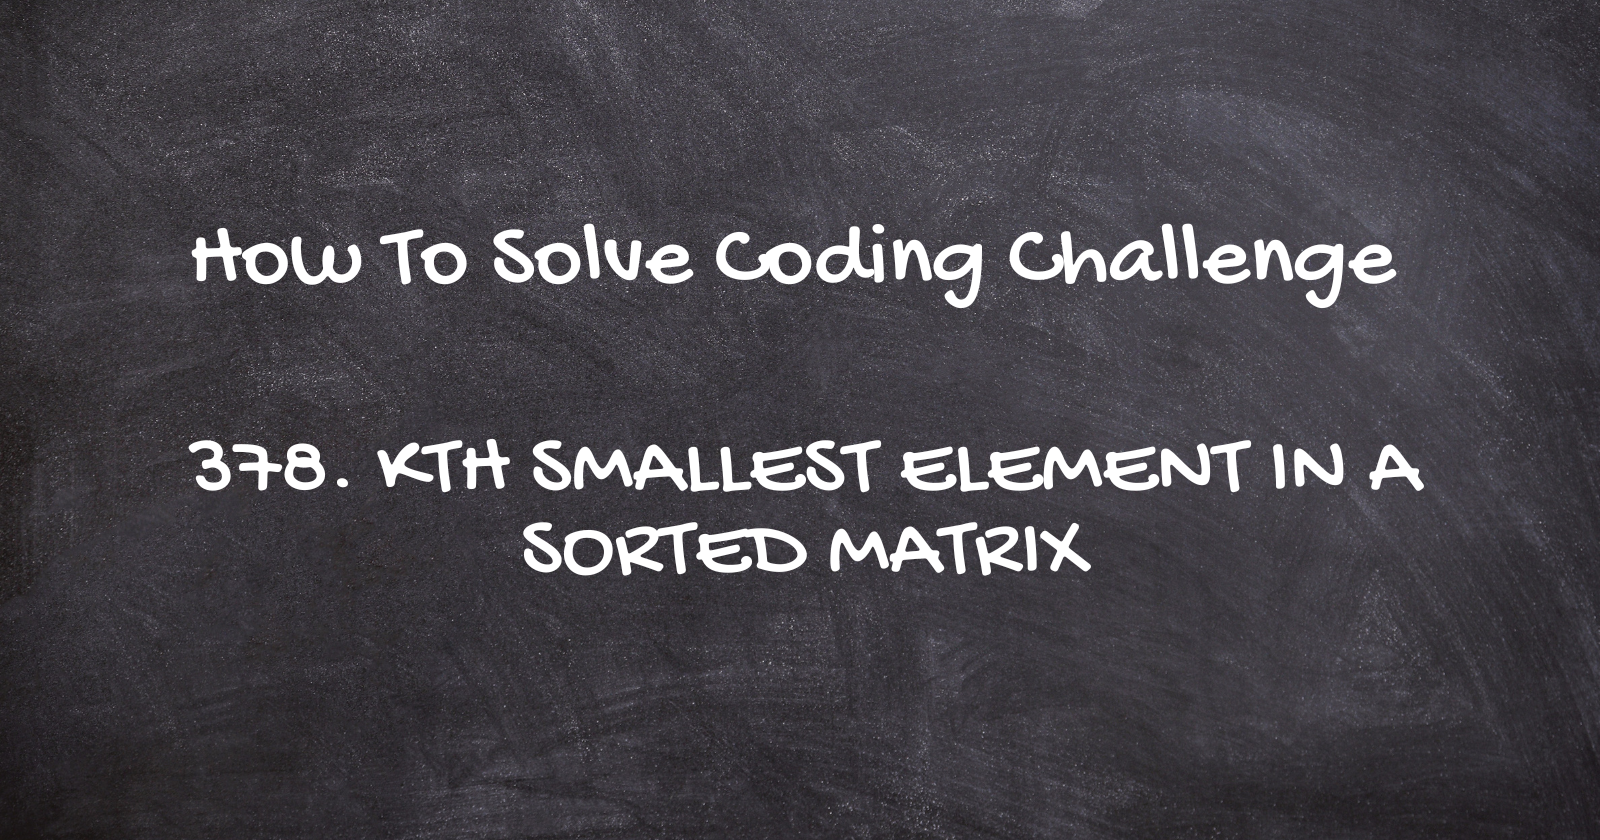 How To Solve Coding Challenge
378. KTH SMALLEST ELEMENT IN A
SORTED MATRIX